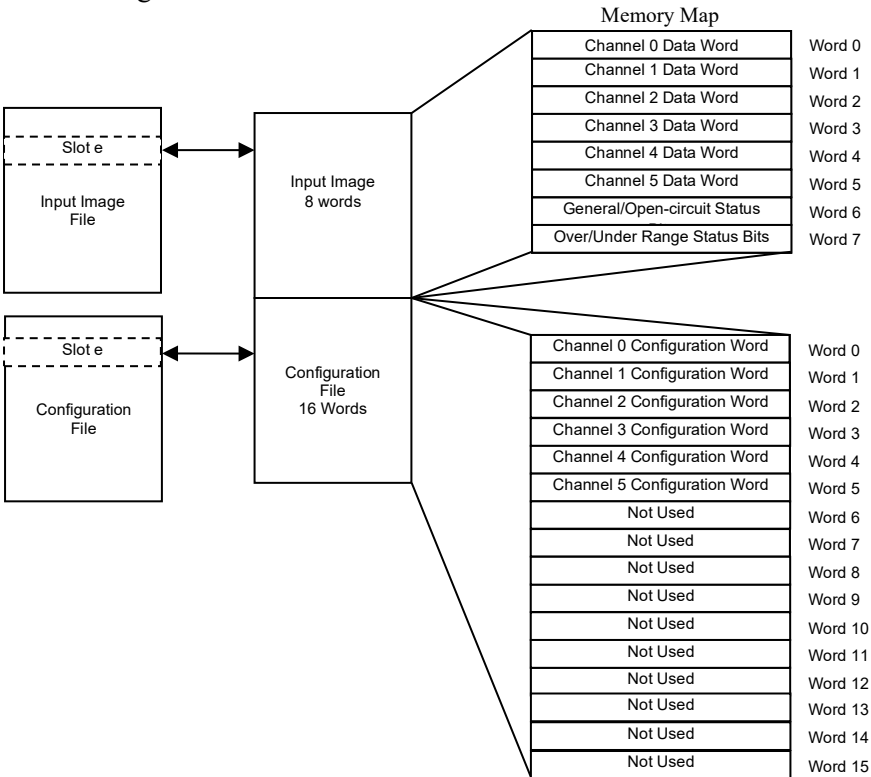 Memory Map
Channel 0 Data Word Word 0
Channel 1 Data Word Word 1
Channel 2 Data Word Word 2
Channel 3 Data Word Word 3
Channel 4 Data Word Word 4
Channel 5 Data Word Word 5
General/Open-circuit Status Word 6
Over/Under Range Status Bits Word 7
Slot e
Input Image
File
Input Image
8 words
Slot e
Configuration
File
Configuration
File
16 Words
Channel 0 Configuration Word Word 0
Channel 1 Configuration Word Word 1
Channel 2 Configuration Word Word 2
Channel 3 Configuration Word Word 3
Channel 4 Configuration Word Word 4
Channel 5 Configuration Word Word 5
Not Used Word 6
Not Used Word 7
Not Used Word 8
Not Used Word 9
Not Used Word 10
Not Used Word 11
Not Used Word 12
Not Used Word 13
Not Used Word 14
Not Used Word 15